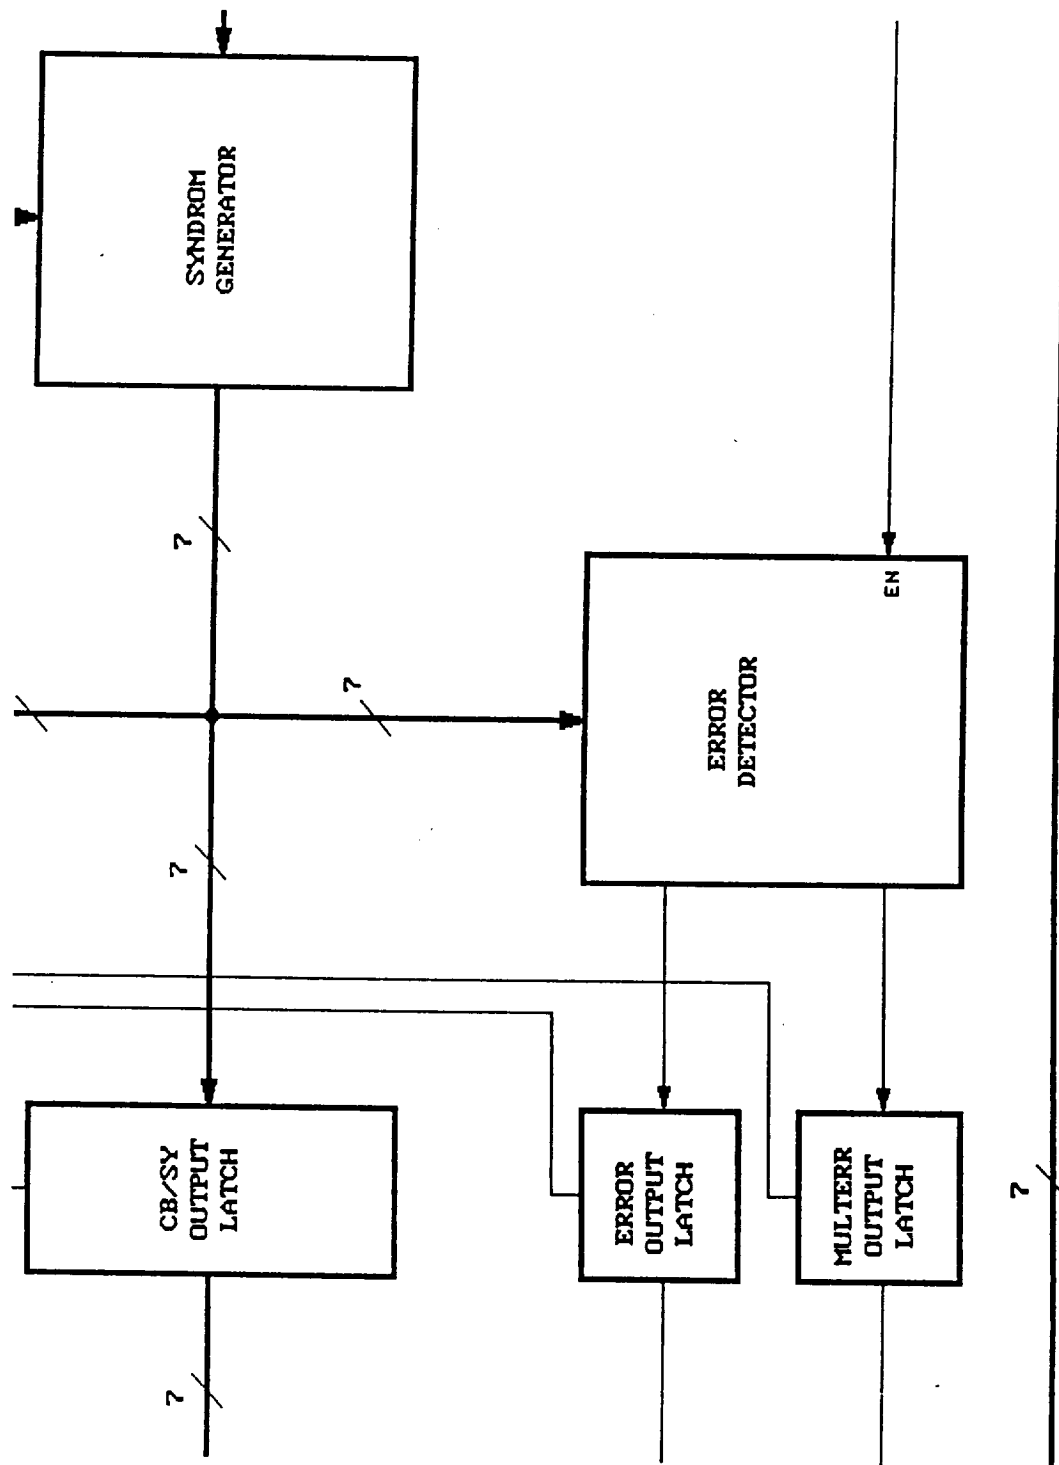 SYNDROM
GENERATOR
7
7
EN
ERROR
DETECTOR
7
CB/SY
OUTPUT
LATCH
ERROR
OUTPUT
LATCH
MULTERR
OUTPUT
LATCH
7
7